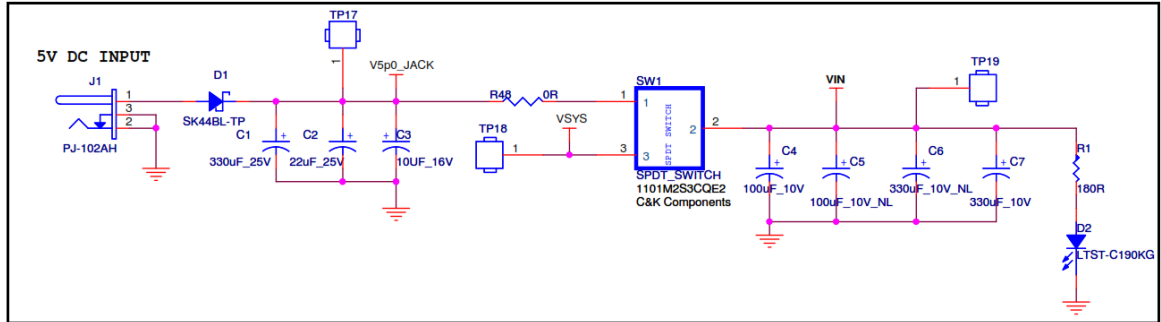 5V DC INPUT
J1
1
3
2
PJ-102AH
D1
SK44BL-TP
TP17
1
V5p0_JACK
C1
330uF_25V
C2
22uF_25V
C3
10UF_16V
R48
0R
TP18
1
VSYS
SW1
1
1
3
3
2
2
SPDT SWITCH
SPDT_SWITCH
1101M2S3CQE2
C&K Components
VIN
TP19
1
C4
100uF_10V
C5
100uF_10V_NL
C6
330uF_10V_NL
C7
330uF_10V
R1
180R
D2
LTST-C190KG